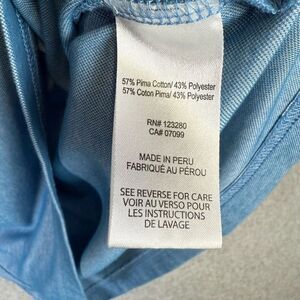 57% Pima Cotton/ 43% Polyester
57% Coton Pima/ 43% Polyester
RN# 123280
CA# 07099
MADE IN PERU
FABRIQUÉ AU PÉROU
SEE REVERSE FOR CARE
VOIR AU VERSO POUR
LES INSTRUCTIONS
DE LAVAGE